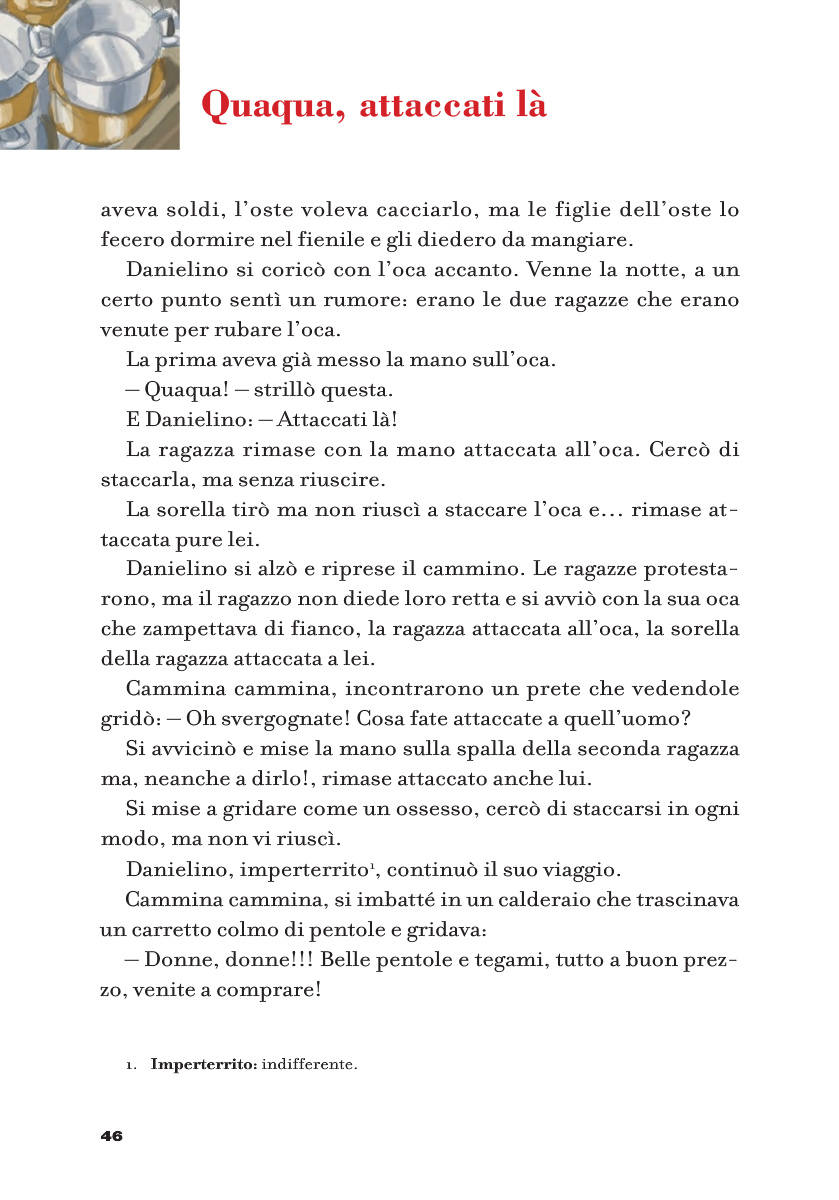 Quaqua, attaccati là
aveva soldi, l’oste voleva cacciarlo, ma le figlie dell’oste lo
fecero dormire nel fienile e gli diedero da mangiare.
Danielino si coricò con l’oca accanto. Venne la notte, a un
certo punto sentì un rumore: erano le due ragazze che erano
venute per rubare l’oca.
La prima aveva già messo la mano sull’oca.
— Quaqua! — strillò questa.
E Danielino: — Attaccati là!
La ragazza rimase con la mano attaccata all’oca. Cercò di
staccarla, ma senza riuscire.
La sorella tirò ma non riuscì a staccare l’oca e… rimase at-
taccata pure lei.
Danielino si alzò e riprese il cammino. Le ragazze protesta-
rono, ma il ragazzo non diede loro retta e si avviò con la sua oca
che zampettava di fianco, la ragazza attaccata all’oca, la sorella
della ragazza attaccata a lei.
Cammina cammina, incontrarono un prete che vedendole
gridò: — Oh svergognate! Cosa fate attaccate a quell’uomo?
Si avvicinò e mise la mano sulla spalla della seconda ragazza
ma, neanche a dirlo!, rimase attaccato anche lui.
Si mise a gridare come un ossesso, cercò di staccarsi in ogni
modo, ma non vi riuscì.
Danielino, imperterrito¹, continuò il suo viaggio.
Cammina cammina, si imbatté in un calderaio che trascinava
un carretto colmo di pentole e gridava:
— Donne, donne!!! Belle pentole e tegami, tutto a buon prez-
zo, venite a comprare!
1. Imperterrito: indifferente.
46